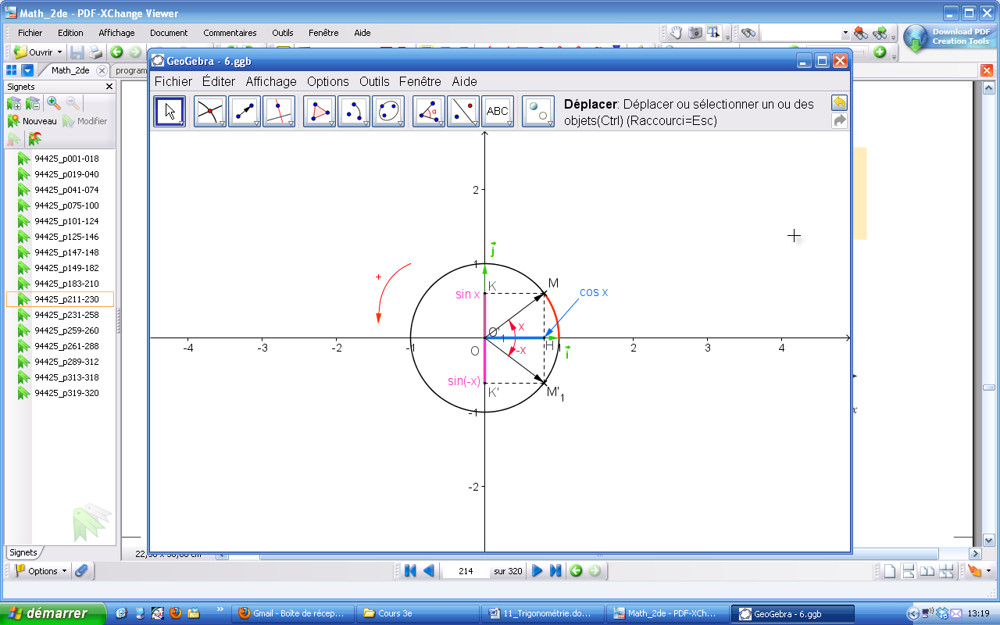 Math_2de - PDF-XChange Viewer
Fichier Edition Affichage Document Commentaires Outils Fenêtre Aide
Download PDF
Creation Tools
Ouvrir
Math_2de
program
Signets
Nouveau Modifier
94425_p001-018
94425_p019-040
94425_p041-074
94425_p075-100
94425_p101-124
94425_p125-146
94425_p147-148
94425_p149-182
94425_p183-210
94425_p211-230
94425_p231-258
94425_p259-260
94425_p261-288
94425_p289-312
94425_p313-318
94425_p319-320
Signets
GeoGebra - 6.ggb
Fichier Éditer Affichage Options Outils Fenêtre Aide
ABC
Déplacer: Déplacer ou sélectionner un ou des
objets(Ctrl) (Raccourci=Esc)
2
j
1
+
K
M
sin x
cos x
O'
x
1
-4 -3 -2 -1 1 2 3 4
O
-x
H
i
sin(-x)
K'
M'1
-1
-2
x
Options
214 sur 320
démarrer
»
Gmail - Boîte de récep...
Cours 3e
11_Trigonométrie.do...
Math_2de - PDF-XCh...
GeoGebra - 6.ggb
13:19